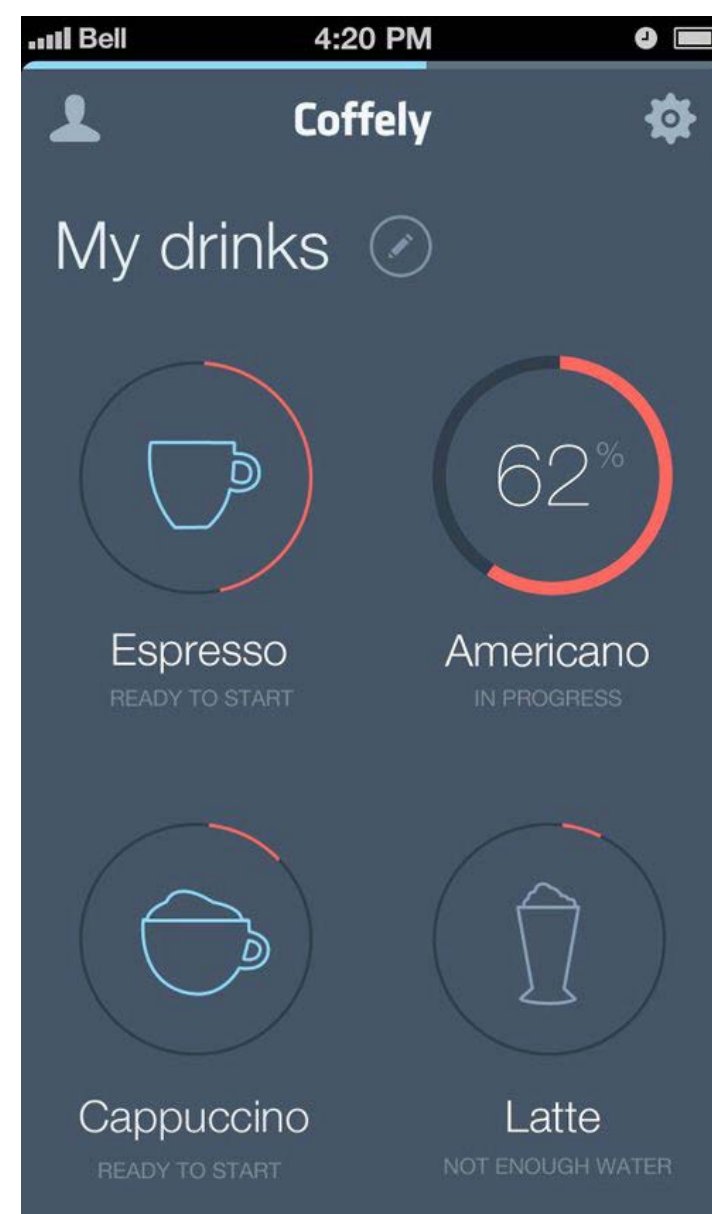 Bell 4:20 PM
Coffely
My drinks
62%
Espresso Americano
READY TO START IN PROGRESS
Cappuccino Latte
READY TO START NOT ENOUGH WATER